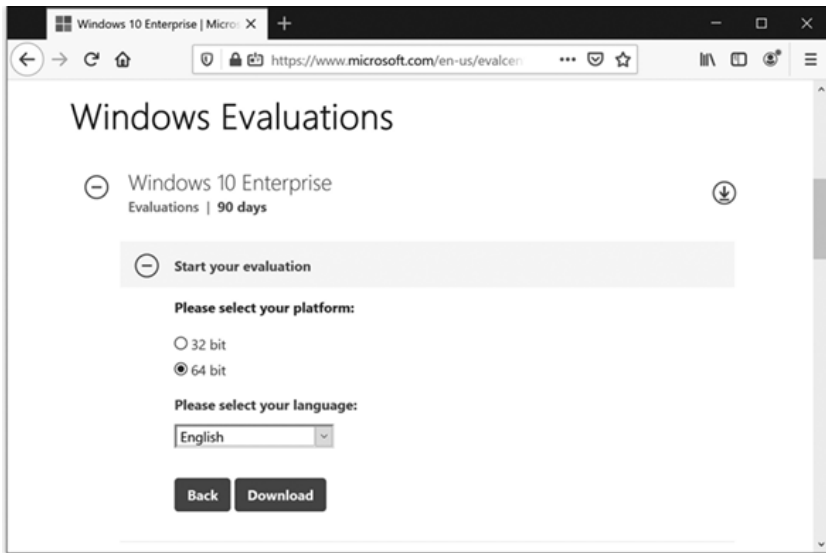 Windows 10 Enterprise | Micros
https://www.microsoft.com/en-us/evalcen
Windows Evaluations
Windows 10 Enterprise
Evaluations | 90 days
Start your evaluation
Please select your platform:
32 bit
64 bit
Please select your language:
English
Back Download